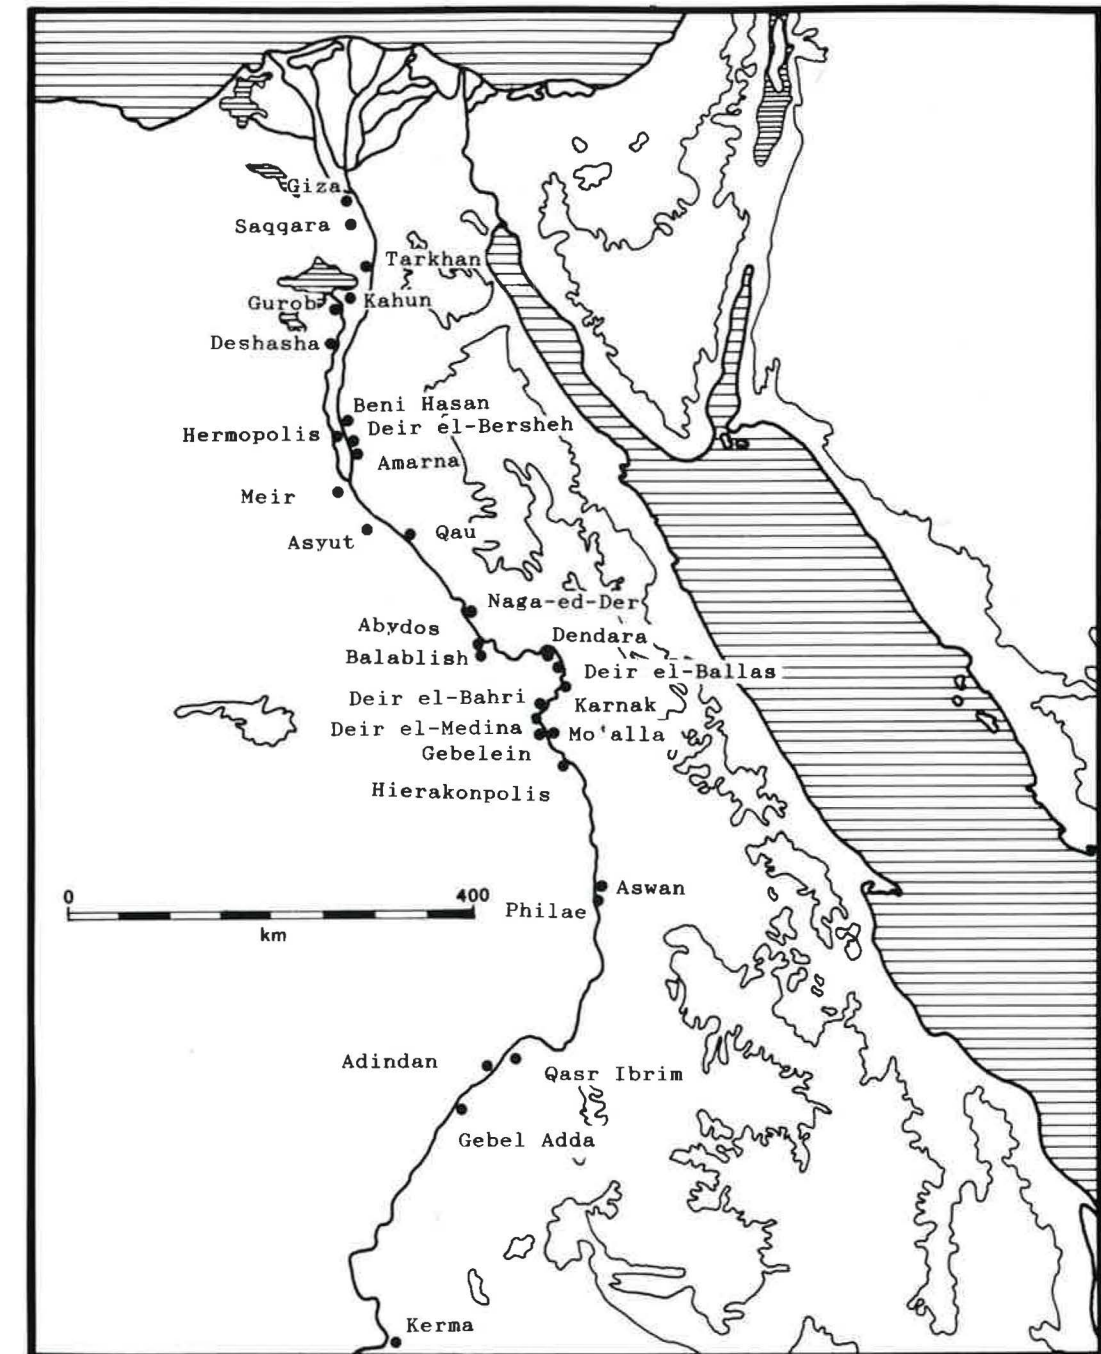 Giza
Saqqara
Tarkhan
Gurob
Kahun
Deshasha
Beni Hasan
Deir el-Bersheh
Hermopolis
Amarna
Meir
Qau
Asyut
Naga-ed-Der
Abydos
Dendara
Balablish
Deir el-Ballas
Deir el-Bahri
Karnak
Deir el-Medina
Mo'alla
Gebelein
Hierakonpolis
Aswan
0
400
km
Philae
Adindan
Qasr Ibrim
Gebel Adda
Kerma